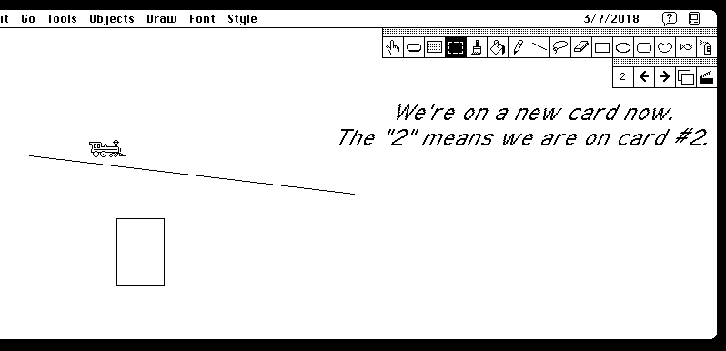 it Go Tools Objects Draw Font Style 3/7/2018
2
We're on a new card now.
The "2" means we are on card #2.